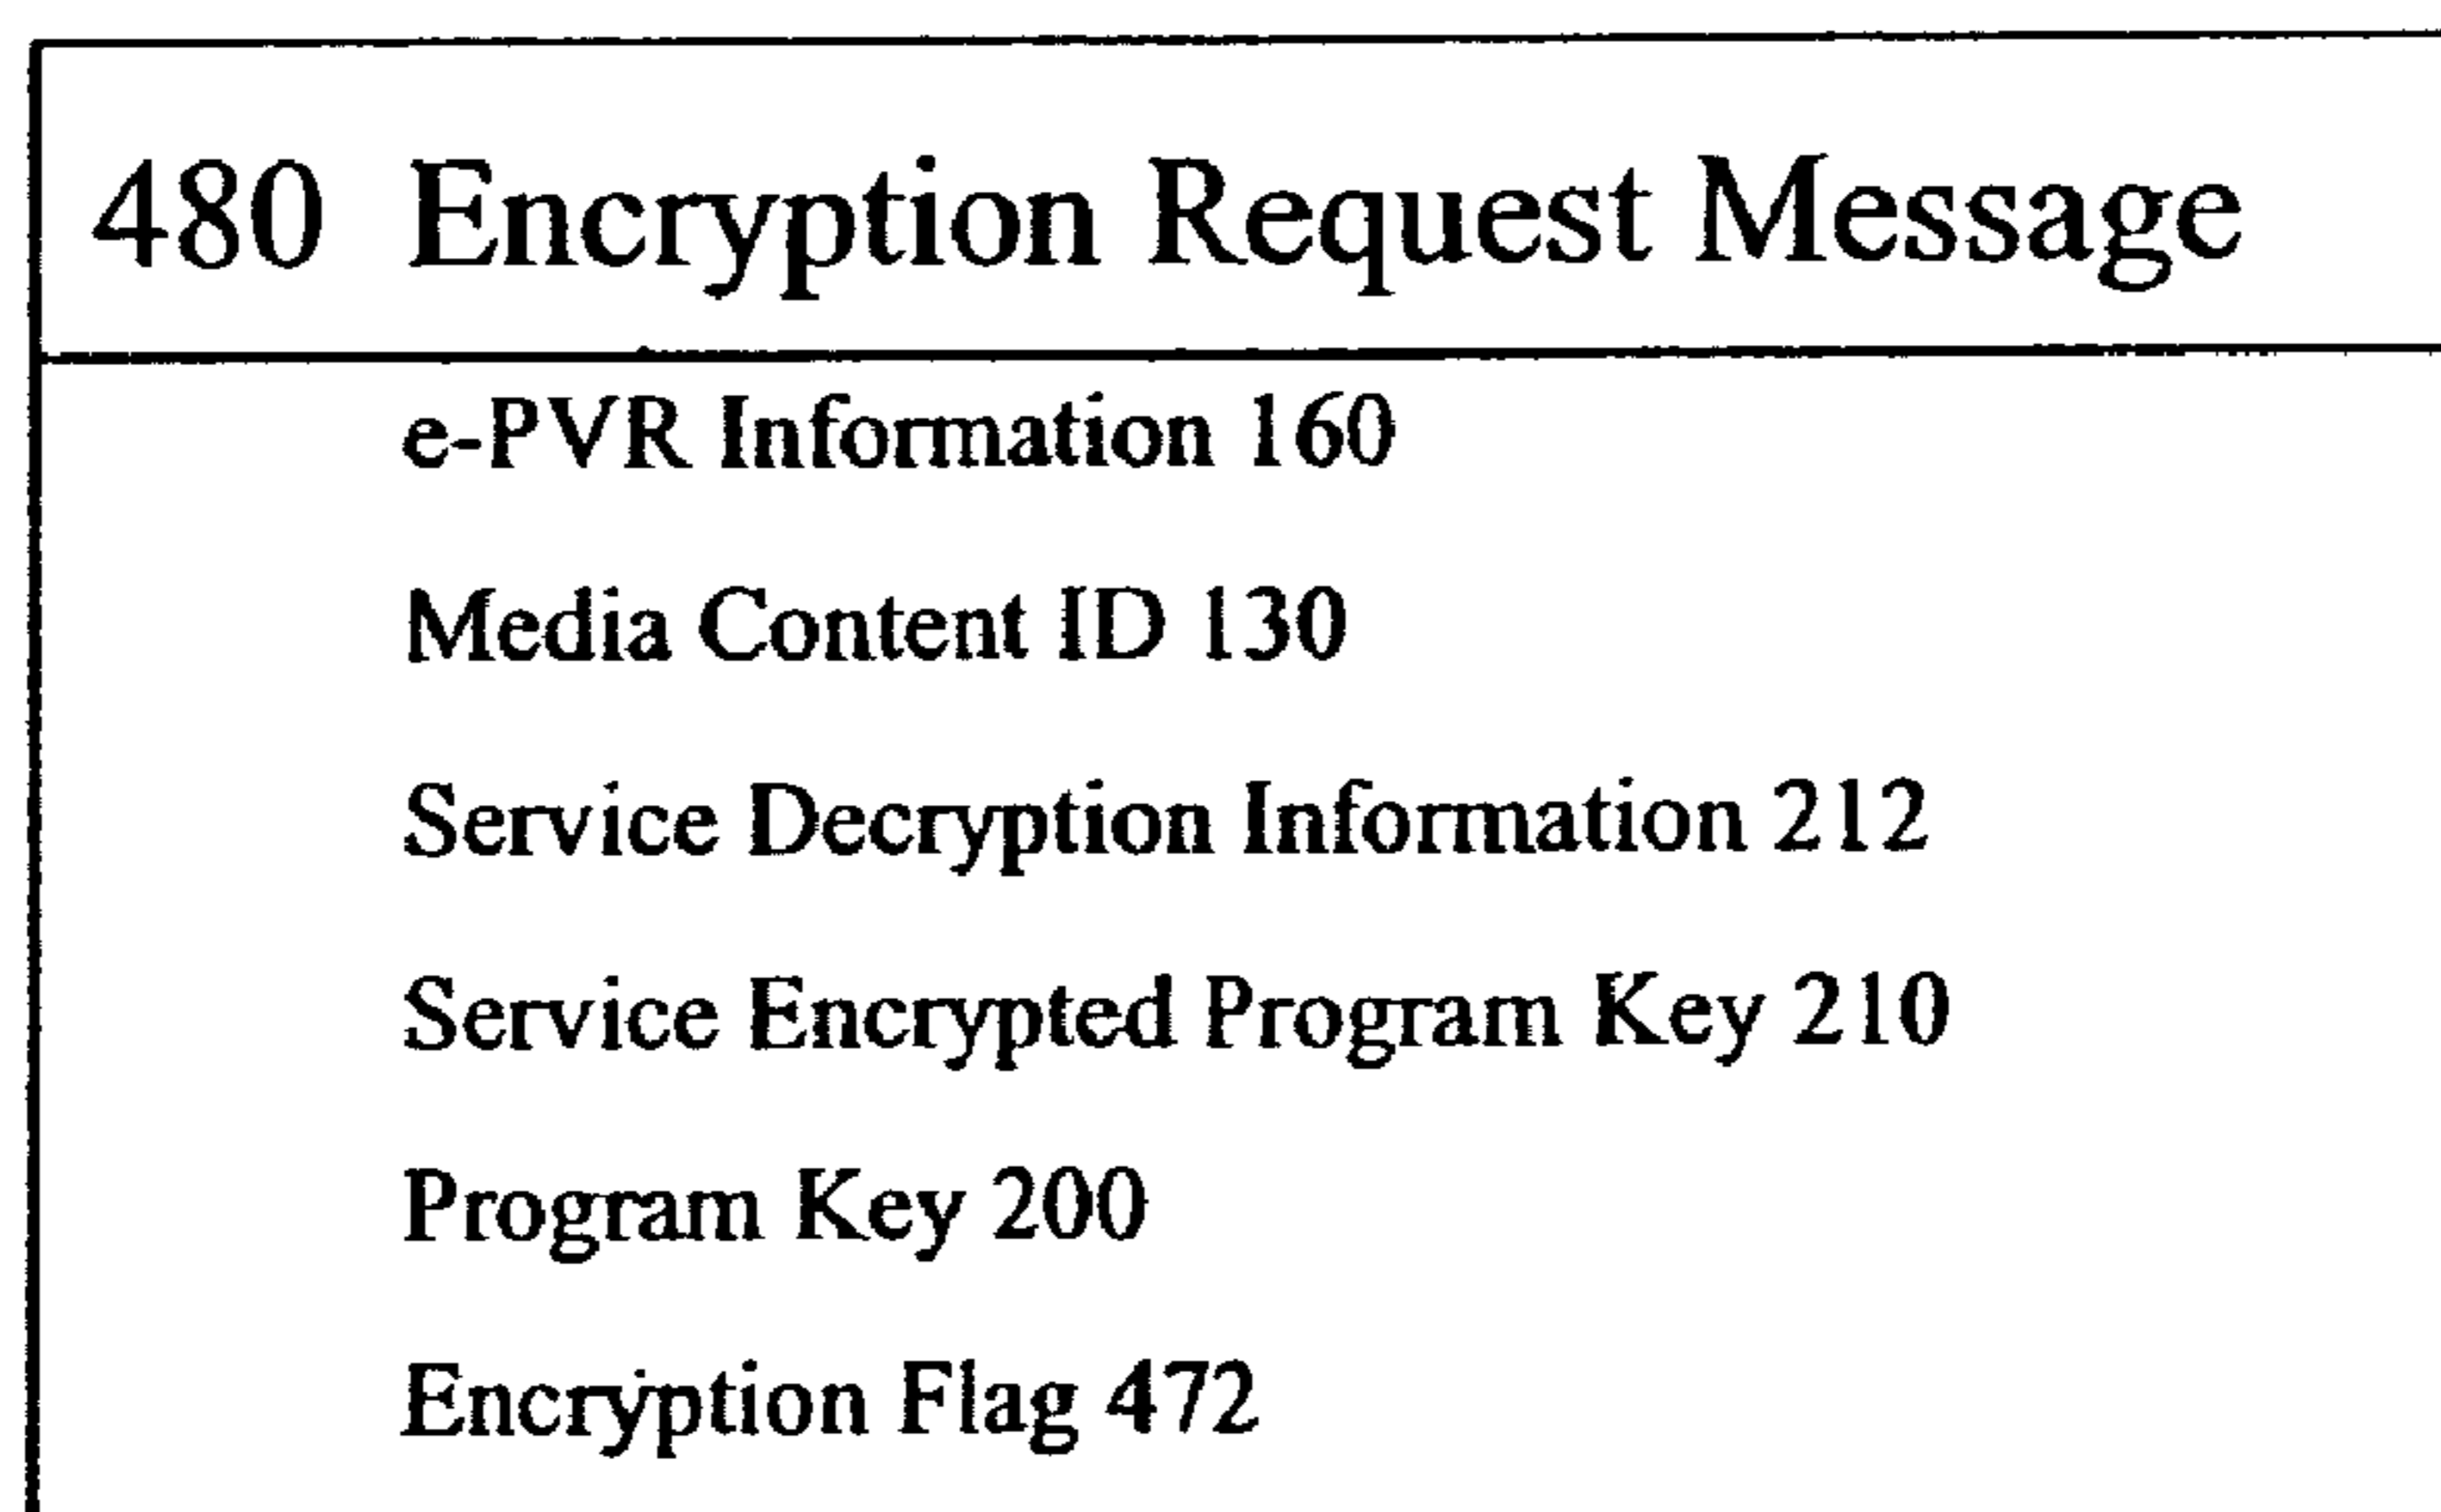 480 Encryption Request Message
e-PVR Information 160
Media Content ID 130
Service Decryption Information 212
Service Encrypted Program Key 210
Program Key 200
Encryption Flag 472